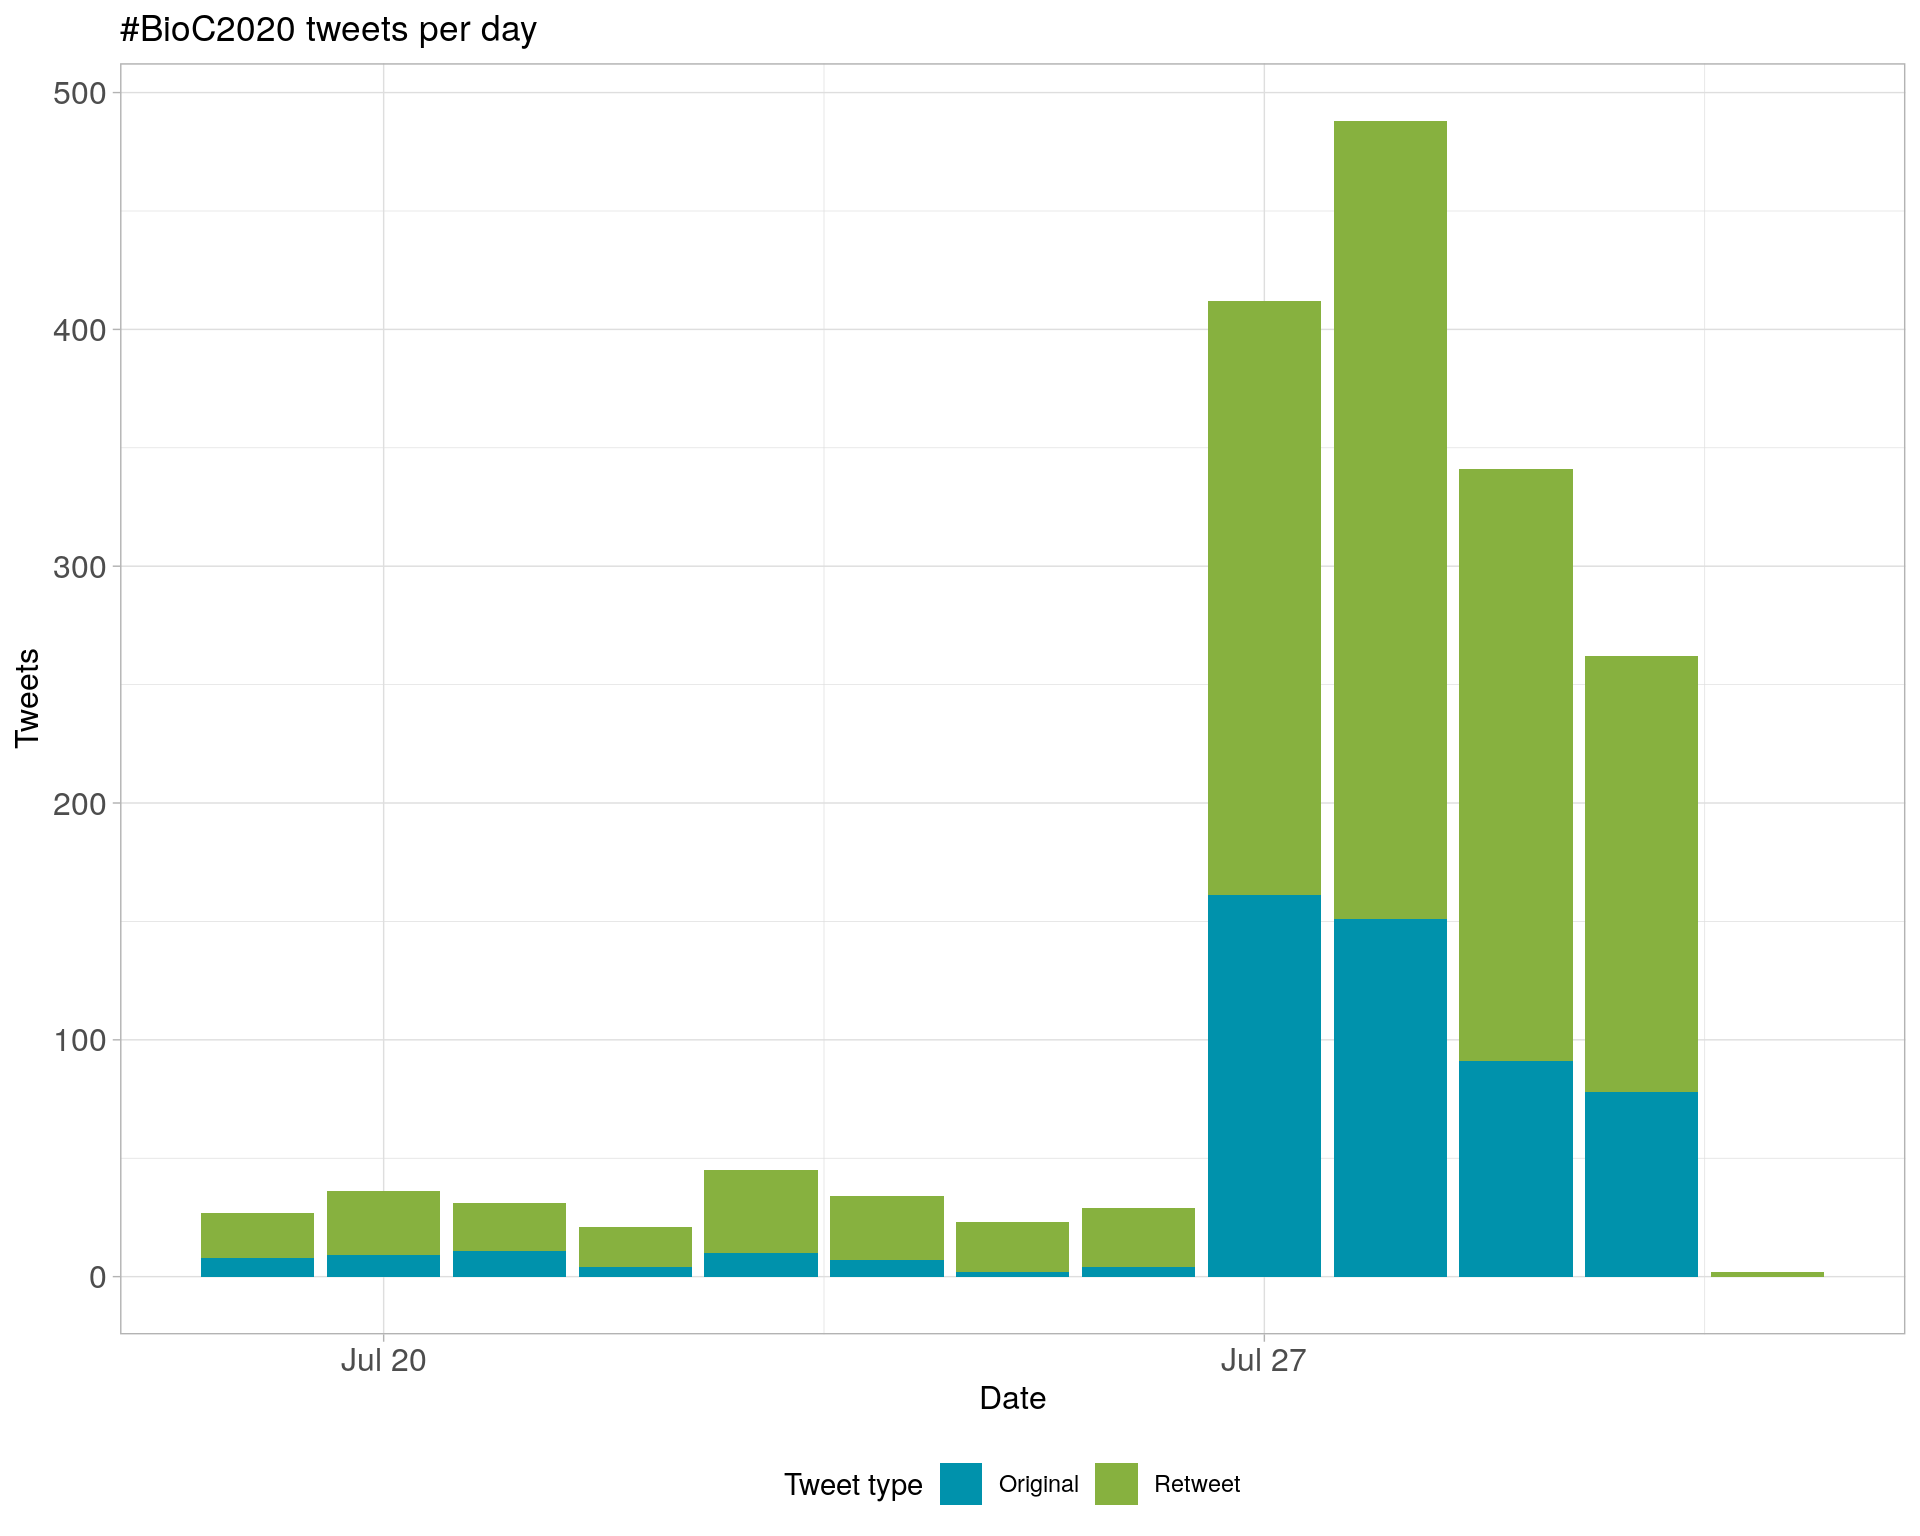 #BioC2020 tweets per day
500
400
300
200
100
0
Tweets
Jul 20 Jul 27
Date
Tweet type Original Retweet